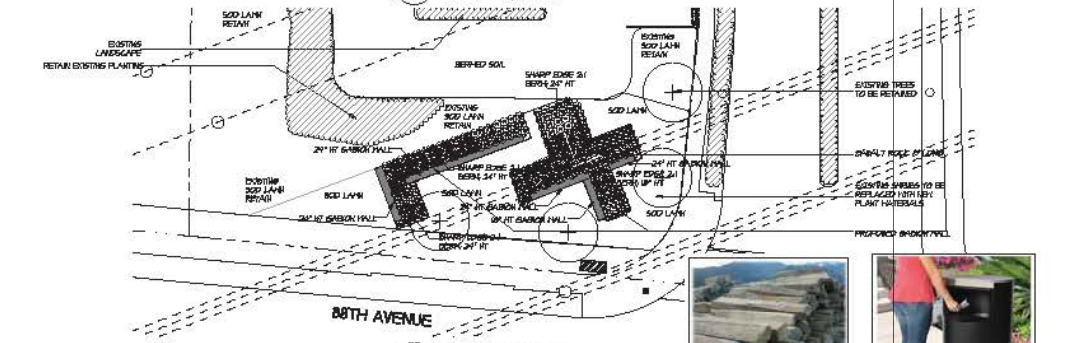 SOD LAWN
RETAIN
EXISTING
LANDSCAPE
RETAIN EXISTING PLANTING
BERMED SOIL
EXISTING
SOD LAWN
RETAIN
SHARP EDGE 2:1
BERM, 24" HT
EXISTING TREES
TO BE RETAINED
EXISTING
SOD LAWN
RETAIN
SOD LAWN
24" HT GABION WALL
SHARP EDGE 2:1
BERM, 24" HT
24" HT GABION WALL
SHARP EDGE 2:1
BERM, 18" HT
EXISTING
SOD LAWN
RETAIN
SOD LAWN
SOD LAWN
24" HT GABION WALL
EXISTING SHRUBS TO BE
REPLACED WITH NEW
PLANT MATERIALS
24" HT GABION WALL
18" HT GABION WALL
SOD LAWN
SHARP EDGE 2:1
BERM, 24" HT
PROPOSED GABION WALL
88TH AVENUE